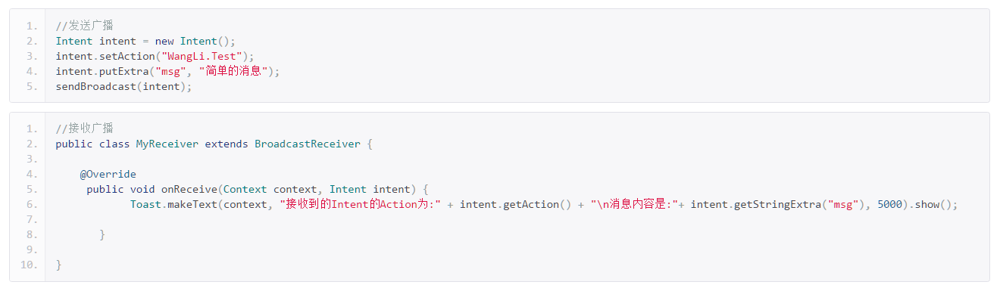 1. //发送广播
2. Intent intent = new Intent();
3. intent.setAction("WangLi.Test");
4. intent.putExtra("msg", "简单的消息");
5. sendBroadcast(intent);
1. //接收广播
2. public class MyReceiver extends BroadcastReceiver {
3.
4. @Override
5. public void onReceive(Context context, Intent intent) {
6. Toast.makeText(context, "接收到的Intent的Action为:" + intent.getAction() + "\n消息内容是:"+ intent.getStringExtra("msg"), 5000).show();
7.
8. }
9.
10. }